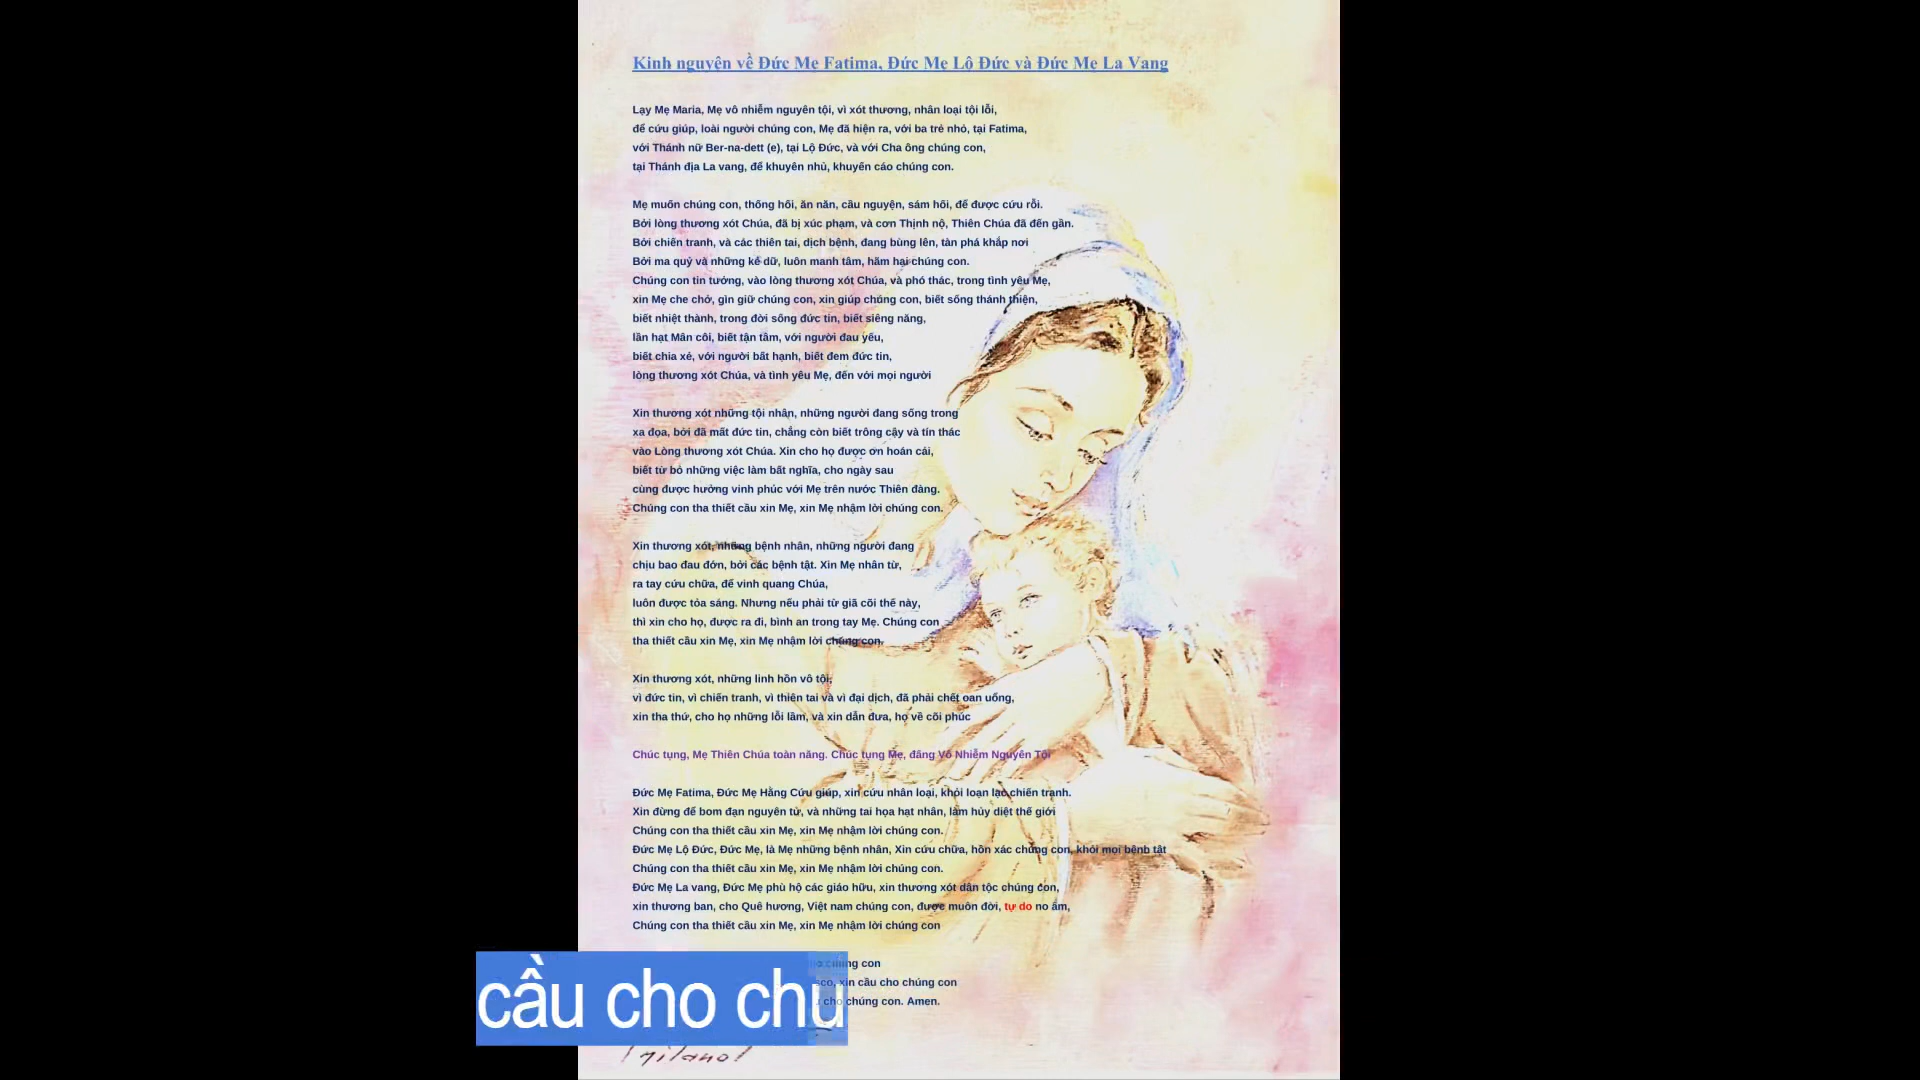 Kinh nguyện về Đức Mẹ Fatima, Đức Mẹ Lộ Đức và Đức Mẹ La Vang
Lạy Mẹ Maria, Mẹ vô nhiễm nguyên tội, vì xót thương, nhân loại tội lỗi,
để cứu giúp, loài người chúng con, Mẹ đã hiện ra, với ba trẻ nhỏ, tại Fatima,
với Thánh nữ Ber-na-dett (e), tại Lộ Đức, và với Cha ông chúng con,
tại Thánh địa La vang, để khuyên nhủ, khuyến cáo chúng con.
Mẹ muốn chúng con, thống hối, ăn năn, cầu nguyện, sám hối, để được cứu rỗi.
Bởi lòng thương xót Chúa, đã bị xúc phạm, và cơn Thịnh nộ, Thiên Chúa đã đến gần.
Bởi chiến tranh, và các thiên tai, dịch bệnh, đang bùng lên, tàn phá khắp nơi
Bởi ma quỷ và những kẻ dữ, luôn manh tâm, hãm hại chúng con.
Chúng con tin tưởng, vào lòng thương xót Chúa, và phó thác, trong tình yêu Mẹ,
xin Mẹ che chở, gìn giữ chúng con, xin giúp chúng con, biết sống thánh thiện,
biết nhiệt thành, trong đời sống đức tin, biết siêng năng,
lần hạt Mân côi, biết tận tâm, với người đau yếu,
biết chia xẻ, với người bất hạnh, biết đem đức tin,
lòng thương xót Chúa, và tình yêu Mẹ, đến với mọi người
Xin thương xót những tội nhân, những người đang sống trong
xa đọa, bởi đã mất đức tin, chẳng còn biết trông cậy và tín thác
vào Lòng thương xót Chúa. Xin cho họ được ơn hoán cải,
biết từ bỏ những việc làm bất nghĩa, cho ngày sau
cùng được hưởng vinh phúc với Mẹ trên nước Thiên đàng.
Chúng con tha thiết cầu xin Mẹ, xin Mẹ nhậm lời chúng con.
Xin thương xót, những bệnh nhân, những người đang
chịu bao đau đớn, bởi các bệnh tật. Xin Mẹ nhân từ,
ra tay cứu chữa, để vinh quang Chúa,
luôn được tỏa sáng. Nhưng nếu phải từ giã cõi thế này,
thì xin cho họ, được ra đi, bình an trong tay Mẹ. Chúng con
tha thiết cầu xin Mẹ, xin Mẹ nhậm lời chúng con.
Xin thương xót, những linh hồn vô tội,
vì đức tin, vì chiến tranh, vì thiên tai và vì đại dịch, đã phải chết oan uổng,
xin tha thứ, cho họ những lỗi lầm, và xin dẫn đưa, họ về cõi phúc
Chúc tụng, Mẹ Thiên Chúa toàn năng. Chúc tụng Mẹ, đấng Vô Nhiễm Nguyên Tội
Đức Mẹ Fatima, Đức Mẹ Hằng Cứu giúp, xin cứu nhân loại, khỏi loạn lạc chiến tranh.
Xin đừng để bom đạn nguyên tử, và những tai họa hạt nhân, làm hủy diệt thế giới
Chúng con tha thiết cầu xin Mẹ, xin Mẹ nhậm lời chúng con.
Đức Mẹ Lộ Đức, Đức Mẹ, là Mẹ những bệnh nhân, Xin cứu chữa, hồn xác chúng con, khỏi mọi bệnh tật
Chúng con tha thiết cầu xin Mẹ, xin Mẹ nhậm lời chúng con.
Đức Mẹ La vang, Đức Mẹ phù hộ các giáo hữu, xin thương xót dân tộc chúng con,
xin thương ban, cho Quê hương, Việt nam chúng con, được muôn đời, tự do no ấm,
Chúng con tha thiết cầu xin Mẹ, xin Mẹ nhậm lời chúng con
chúng con
xin cầu cho chúng con
cho chúng con. Amen.
cầu cho chú